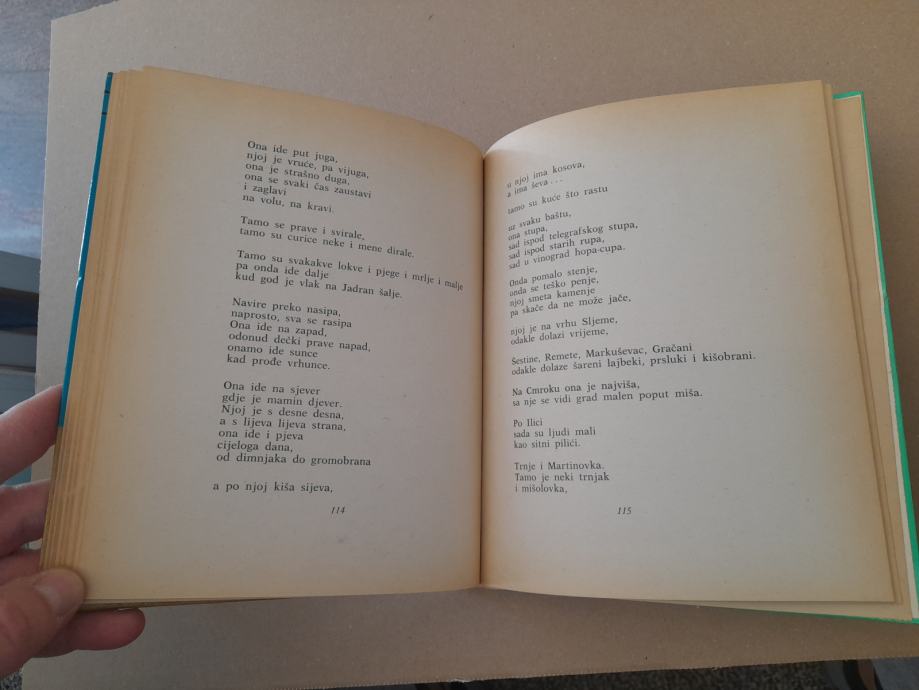 Ona ide put juga,
njoj je vruće, pa vijuga,
ona je strašno duga,
ona se svaki čas zaustavi
i zaglavi
na volu, na kravi.
Tamo se prave i svirale,
tamo su curice neke i mene dirale.
Tamo su svakakve lokve i pjege i mrlje i malje
pa onda ide dalje
kud god je vlak na Jadran šalje.
Navire preko nasipa,
naprosto, sva se rasipa
Ona ide na zapad,
odonud dečki prave napad,
onamo ide sunce
kad prođe vrhunce.
Ona ide na sjever
gdje je mamin djever.
Njoj je s desne desna,
a s lijeva lijeva strana,
ona ide i pjeva
cijeloga dana,
od dimnjaka do gromobrana
a po njoj kiša sijeva,
114
u njoj ima kosova,
a ima ševa . . .
tamo su kuće što rastu
uz svaku baštu,
ona stupa,
sad ispod telegrafskog stupa,
sad ispod starih rupa,
sad u vinograd hopa-cupa.
Onda pomalo stenje,
onda se teško penje,
njoj smeta kamenje
pa skače da ne može jače,
njoj je na vrhu Sljeme,
odakle dolazi vrijeme,
Šestine, Remete, Markuševac, Gračani
odakle dolaze šareni lajbeki, prsluki i kišobrani.
Na Cmroku ona je najviša,
sa nje se vidi grad malen poput miša.
Po Ilici
sada su ljudi mali
kao sitni pilići.
Trnje i Martinovka.
Tamo je neki trnjak
i mišolovka,
115